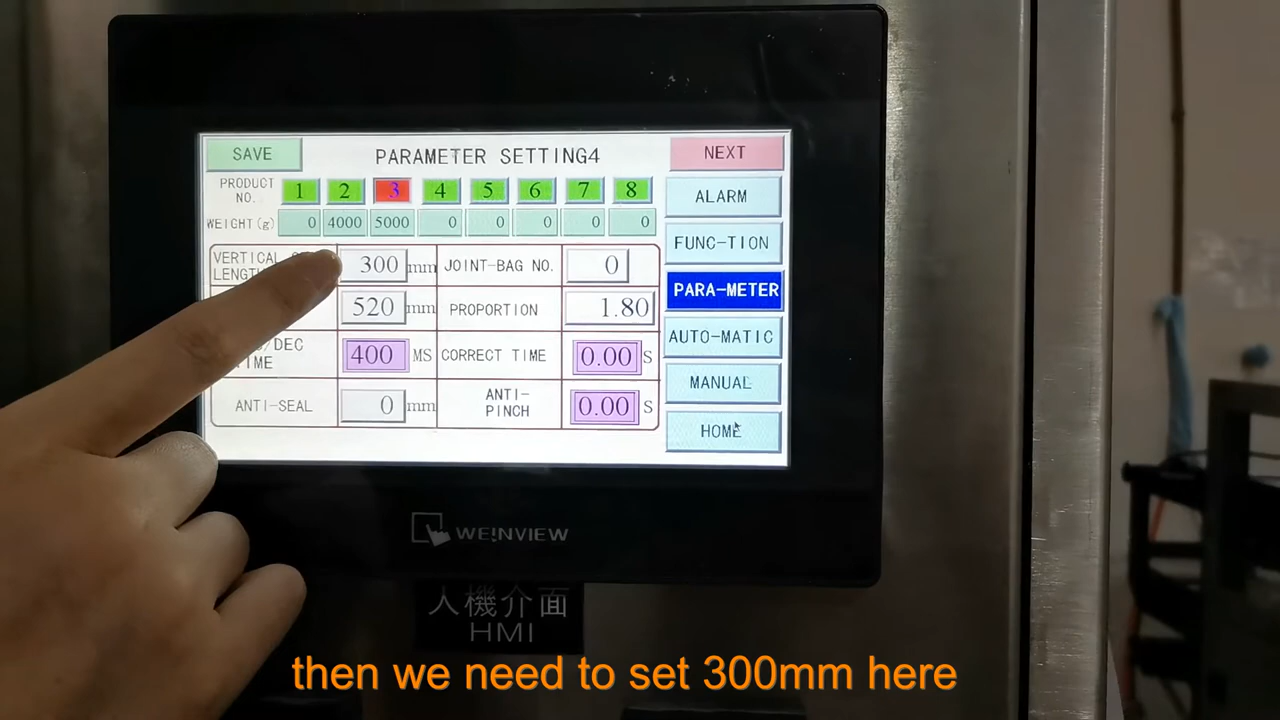 SAVE PARAMETER SETTING4 NEXT
PRODUCT NO. 1 2 3 4 5 6 7 8 ALARM
WEIGHT(g) 0 4000 5000 0 0 0 0 0
FUNC-TION
VERTICAL
LENGTH 300 mm JOINT-BAG NO. 0
PARA-METER
520 mm PROPORTION 1.80
AUTO-MATIC
/DEC
TIME 400 MS CORRECT TIME 0.00 S
MANUAL
ANTI-SEAL 0 mm ANTI-PINCH 0.00 S
HOME
WEINVIEW
人機介面
HMI
then we need to set 300mm here